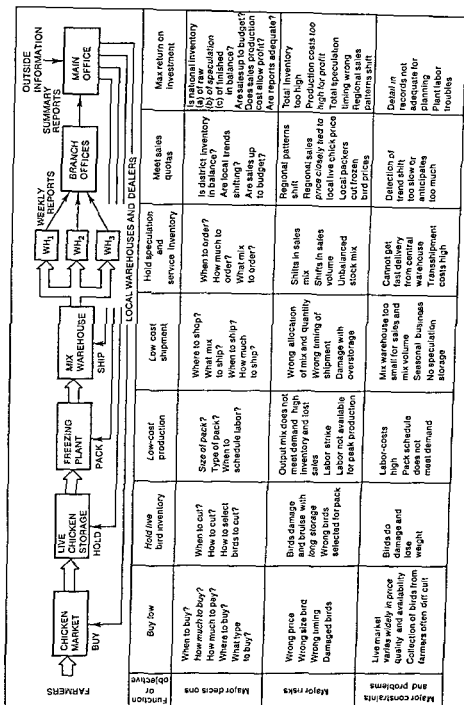 OUTSIDE
INFORMATION
SUMMARY
REPORTS
MAIN
OFFICE
BRANCH
OFFICES
WEEKLY
REPORTS
WH1
WH2
WH3
LOCAL WAREHOUSES AND DEALERS
MIX
WAREHOUSE
SHIP
FREEZING
PLANT
PACK
LIVE
CHICKEN
STORAGE
HOLD
CHICKEN
MARKET
BUY
FARMERS
Function
or
objective
Buy low
Hold live
bird inventory
Low-cost
production
Low-cost
shipment
Hold speculation
and
service inventory
Meet sales
quotas
Max return on
investment
Major decisions
When to buy?
How much to buy?
How much to pay?
Where to buy?
What type
to buy?
When to cut?
How to cut?
How to select
birds to cut?
Size of pack?
Type of pack?
When to
schedule labor?
Where to shop?
What mix
to ship?
When to ship?
How much
to ship?
When to order?
How much to
order?
What mix
to order?
Is district inventory
in balance?
Are local trends
shifting?
Are sales up
to budget?
Is national inventory
(a) of raw
(b) of speculation
(c) of finished
in balance?
Are sales up to budget?
Does sales production
cost allow profit?
Are reports adequate?
Major risks
Wrong price
Wrong size bird
Wrong timing
Damaged birds
Birds damage
and bruise with
long storage
Wrong birds
selected for pack
Output mix does not
meet demand high
inventory and lost
sales
Labor strike
Labor not available
for peak production
Wrong allocation
of mix and quantity
Wrong timing of
shipment
Damage with
overstorage
Shifts in sales
mix
Shifts in sales
volume
Unbalanced
stock mix
Regional patterns
shift
Regional sales
price closely tied to
local live chick price
Local packers
cut frozen
bird prices
Total inventory
too high
Production costs too
high for profit
Total speculation
timing wrong
Regional sales
patterns shift
Major constraints
and problems
Live market
varies widely in price
quality and availability
Collection of birds from
farmers often difficult
Birds do
damage and
lose
weight
Labor-costs
high
Pack schedule
does not
meet demand
Mix warehouse too
small for sales and
mix volume
Seasonal business
No speculation
storage
Cannot get
fast delivery
from central
warehouse
Transshipment
costs high
Detection of
trend shift
too slow or
anticipates
too much
Detail in
records not
adequate for
planning
Plant labor
troubles